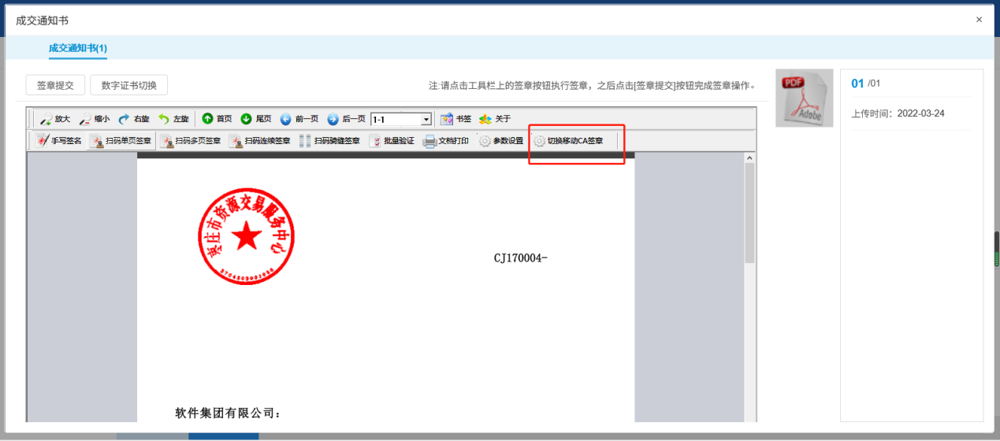 成交通知书
×
成交通知书(1)
签章提交 数字证书切换 注:请点击工具栏上的签章按钮执行签章，之后点击[签章提交]按钮完成签章操作。
放大 缩小 右旋 左旋 首页 尾页 前一页 后一页 1-1 书签 关于
手写签名 扫码单页签章 扫码多页签章 扫码连续签章 扫码骑缝签章 批量验证 文档打印 参数设置 切换移动CA签章
枣庄市资源交易服务中心
CJ170004-
软件集团有限公司：
PDF
Adobe
01 /01
上传时间：2022-03-24